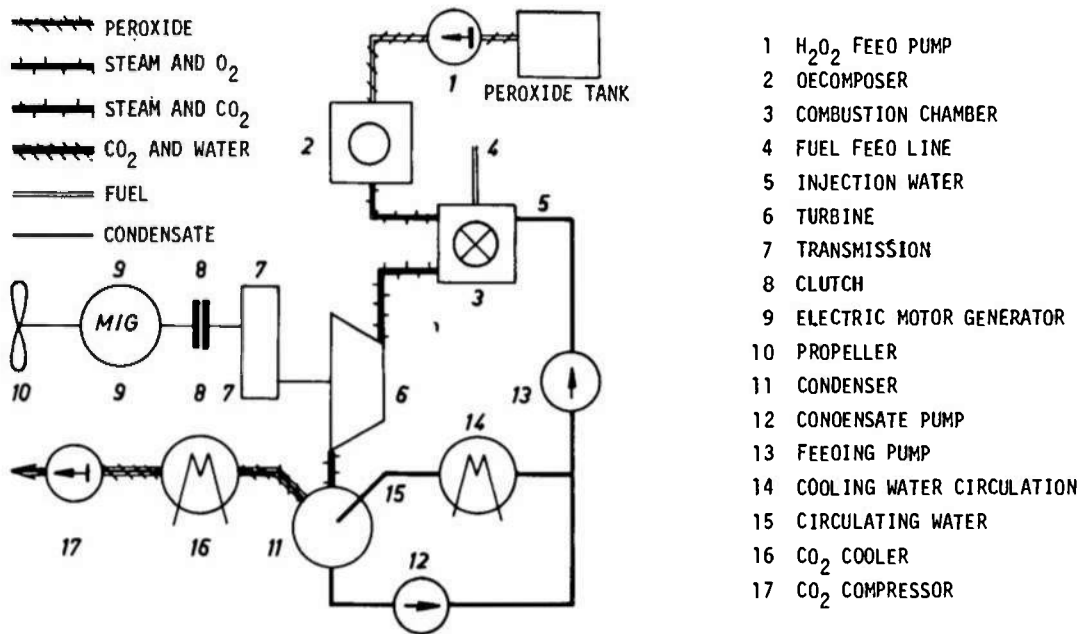 PEROXIDE
STEAM AND O2
STEAM AND CO2
CO2 AND WATER
FUEL
CONDENSATE
1
PEROXIDE TANK
2
4
5
3
9
8
7
MIG
10
9
8
7
6
13
14
15
17
16
11
12
1 H2O2 FEEO PUMP
2 OECOMPOSER
3 COMBUSTION CHAMBER
4 FUEL FEEO LINE
5 INJECTION WATER
6 TURBINE
7 TRANSMISSION
8 CLUTCH
9 ELECTRIC MOTOR GENERATOR
10 PROPELLER
11 CONDENSER
12 CONOENSATE PUMP
13 FEEOING PUMP
14 COOLING WATER CIRCULATION
15 CIRCULATING WATER
16 CO2 COOLER
17 CO2 COMPRESSOR